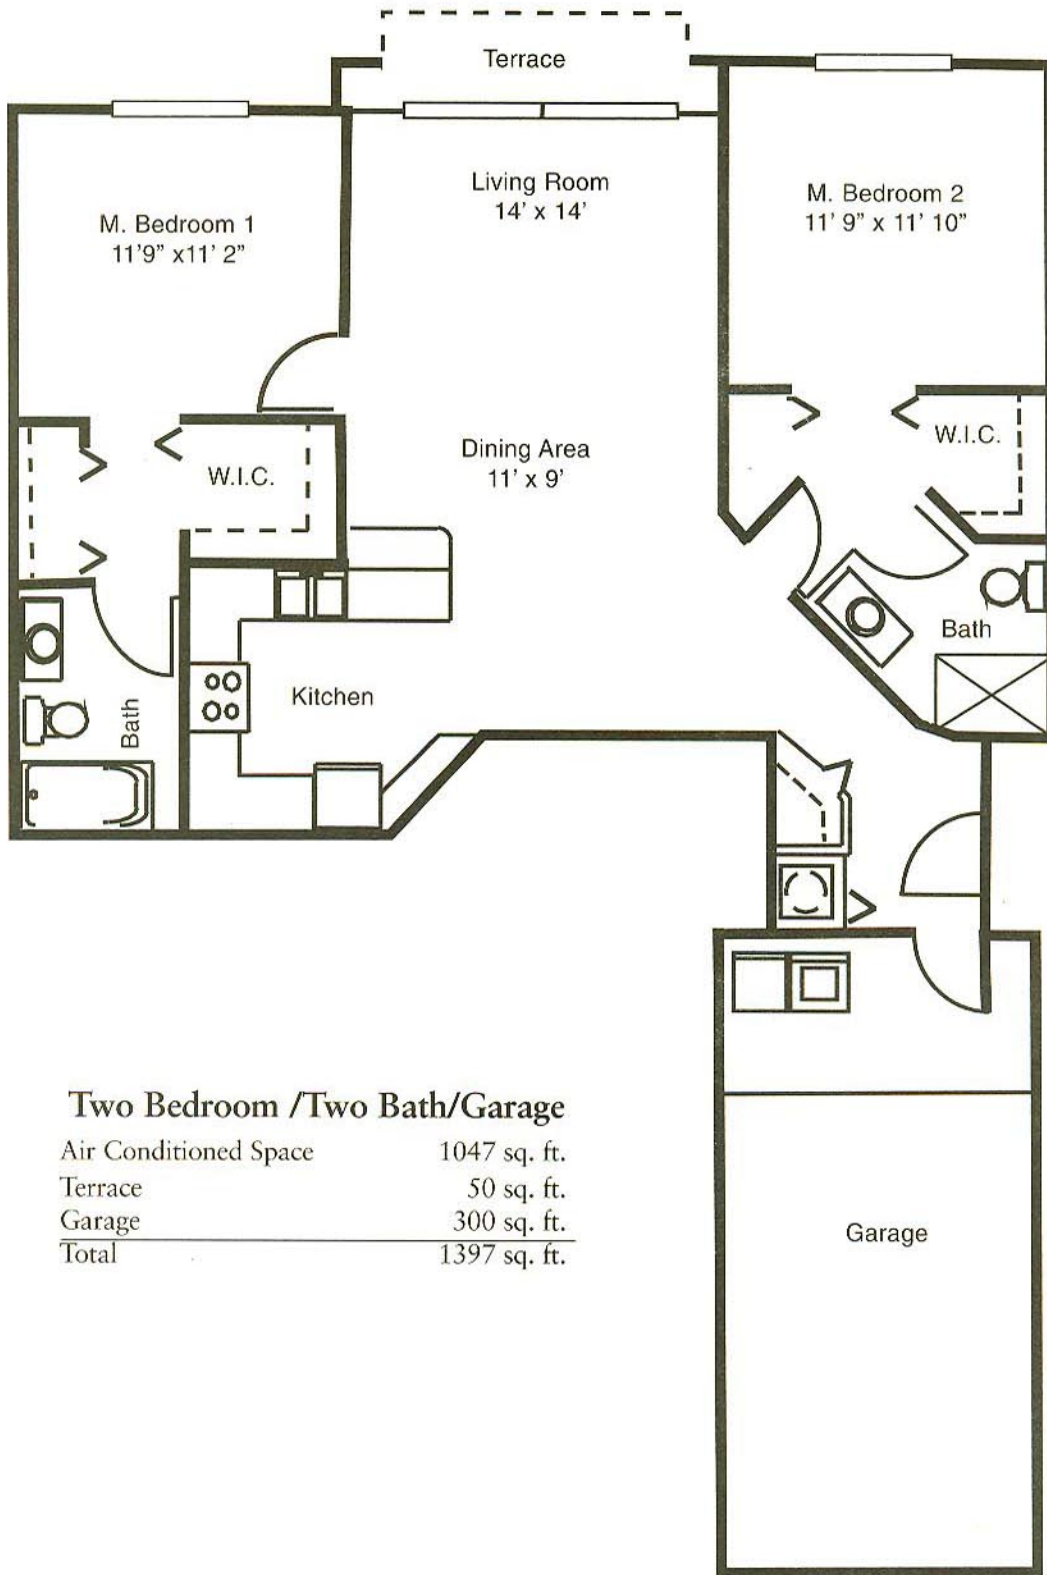 Terrace
Living Room
14' x 14'
M. Bedroom 1
11'9" x11' 2"
M. Bedroom 2
11' 9" x 11' 10"
Dining Area
11' x 9'
W.I.C.
W.I.C.
Kitchen
Bath
Bath
Two Bedroom /Two Bath/Garage
Air Conditioned Space 1047 sq. ft.
Terrace 50 sq. ft.
Garage 300 sq. ft.
Total 1397 sq. ft.
Garage